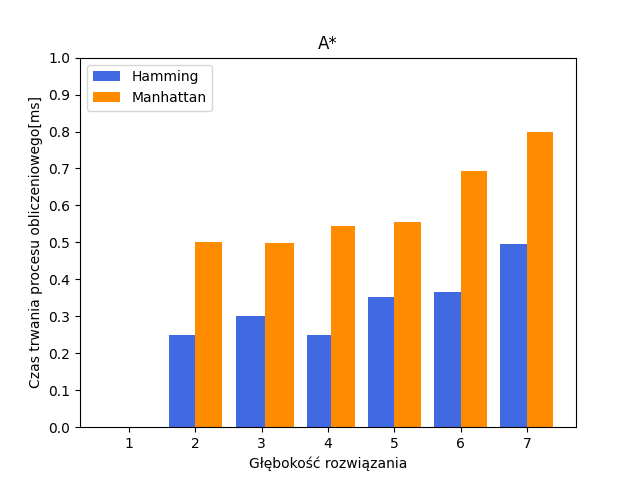 A*
Hamming
Manhattan
Czas trwania procesu obliczeniowego[ms]
1.0
0.9
0.8
0.7
0.6
0.5
0.4
0.3
0.2
0.1
0.0
1 2 3 4 5 6 7
Głębokość rozwiązania